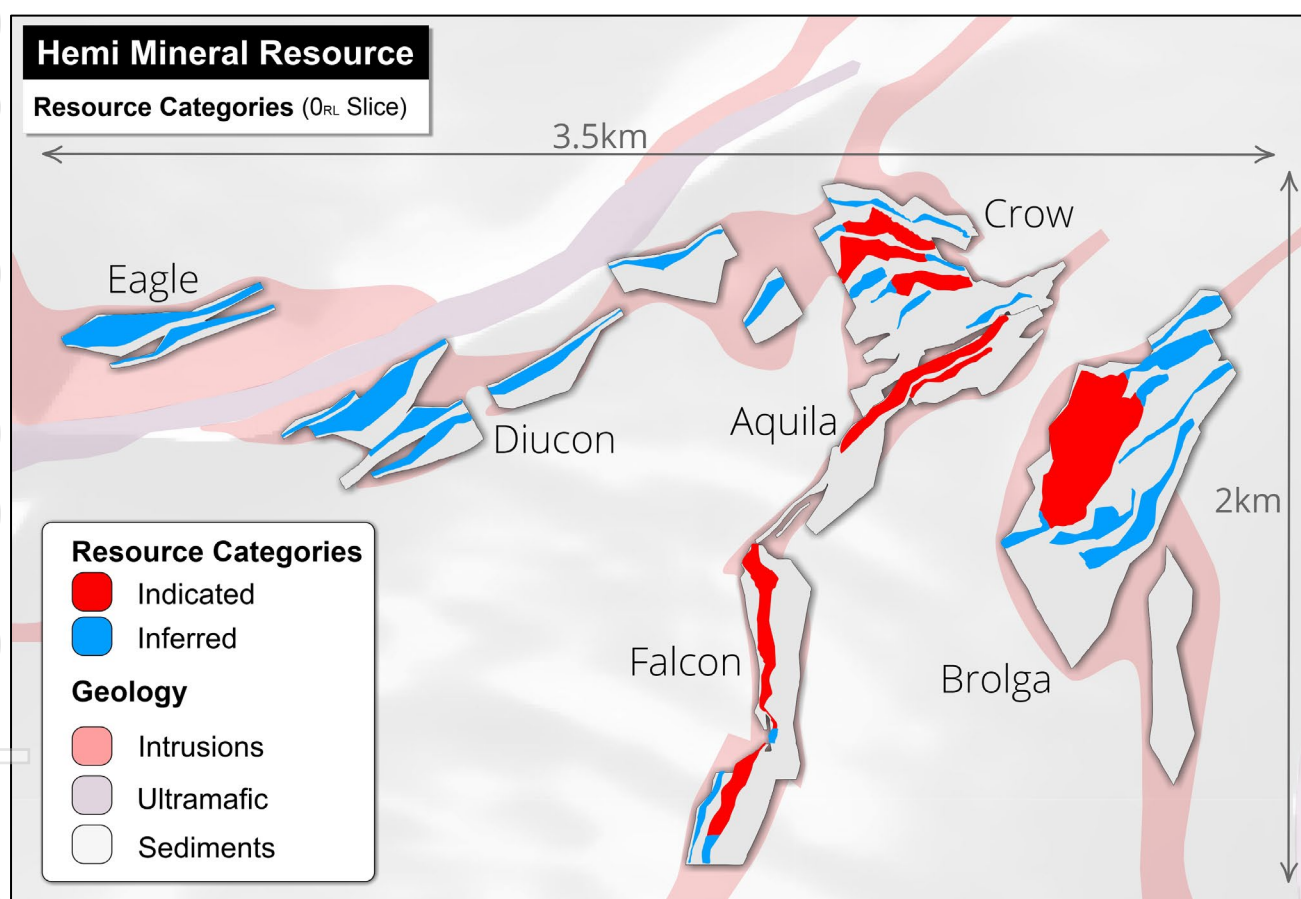 Hemi Mineral Resource
Resource Categories (0RL Slice)
3.5km
Crow
Eagle
Aquila
Diucon
2km
Resource Categories
Indicated
Inferred
Falcon
Brolga
Geology
Intrusions
Ultramafic
Sediments